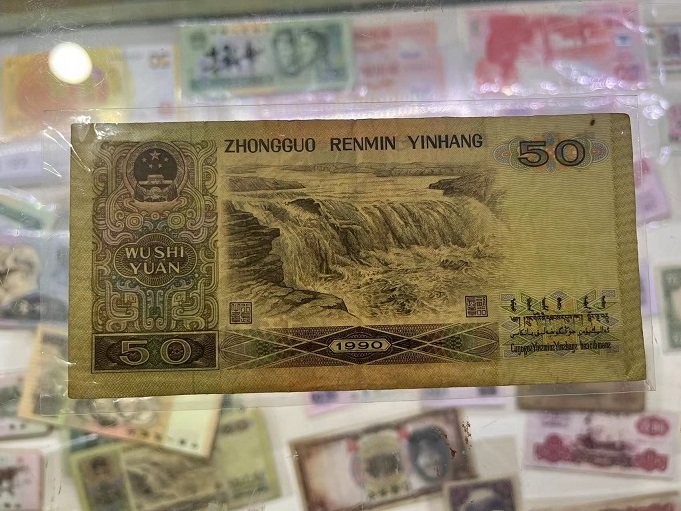 ZHONGGUO RENMIN YINHANG
50
WU SHI
YUAN
50
1990